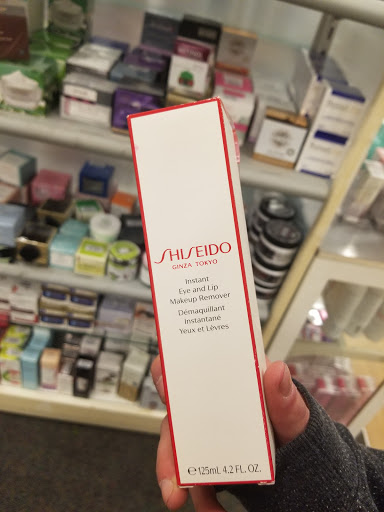 SHISEIDO
GINZA TOKYO
Instant
Eye and Lip
Makeup Remover
Démaquillant
Instantané
Yeux et Lèvres
℮ 125mL 4.2 FL. OZ.